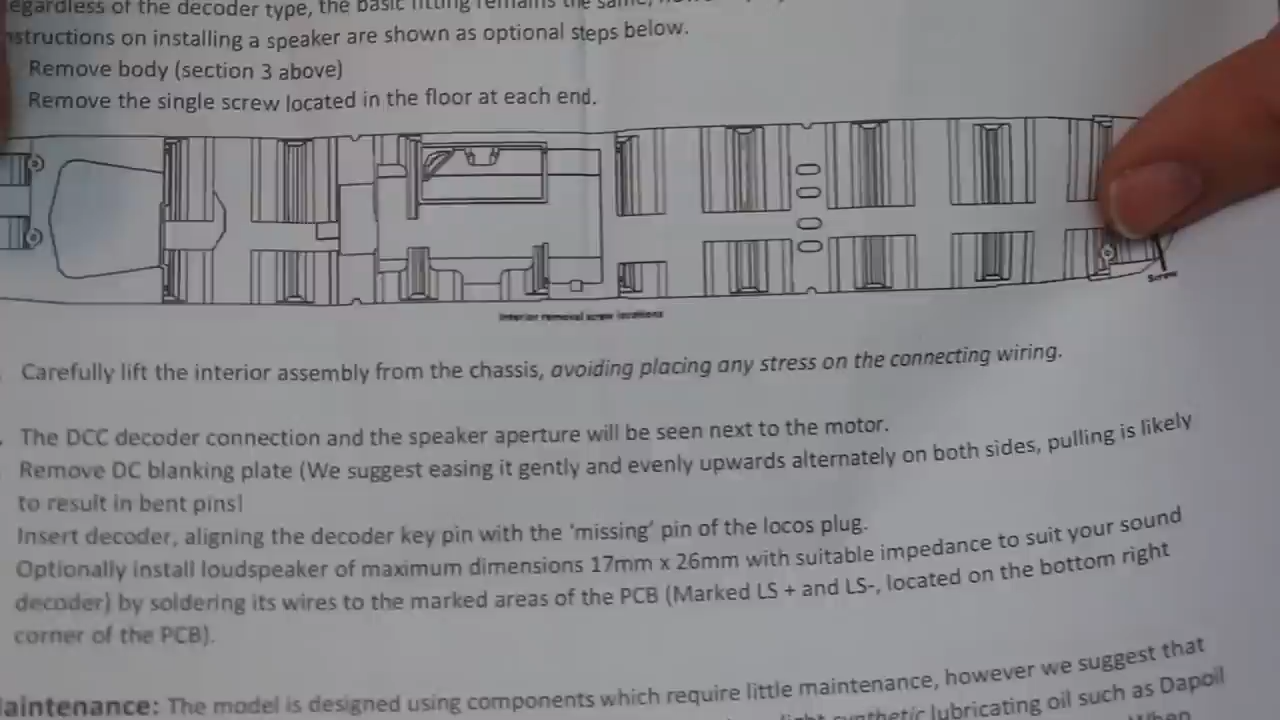 egardless of the decoder type, the basic fitting remains the same,
nstructions on installing a speaker are shown as optional steps below.
Remove body (section 3 above)
Remove the single screw located in the floor at each end.
Screw
Interior removal screw locations
Carefully lift the interior assembly from the chassis, avoiding placing any stress on the connecting wiring.
The DCC decoder connection and the speaker aperture will be seen next to the motor.
Remove DC blanking plate (We suggest easing it gently and evenly upwards alternately on both sides, pulling is likely
to result in bent pins)
Insert decoder, aligning the decoder key pin with the 'missing' pin of the locos plug.
Optionally install loudspeaker of maximum dimensions 17mm x 26mm with suitable impedance to suit your sound
decoder) by soldering its wires to the marked areas of the PCB (Marked LS + and LS-, located on the bottom right
corner of the PCB).
aintenance: The model is designed using components which require little maintenance, however we suggest that
synthetic lubricating oil such as Dapol
When